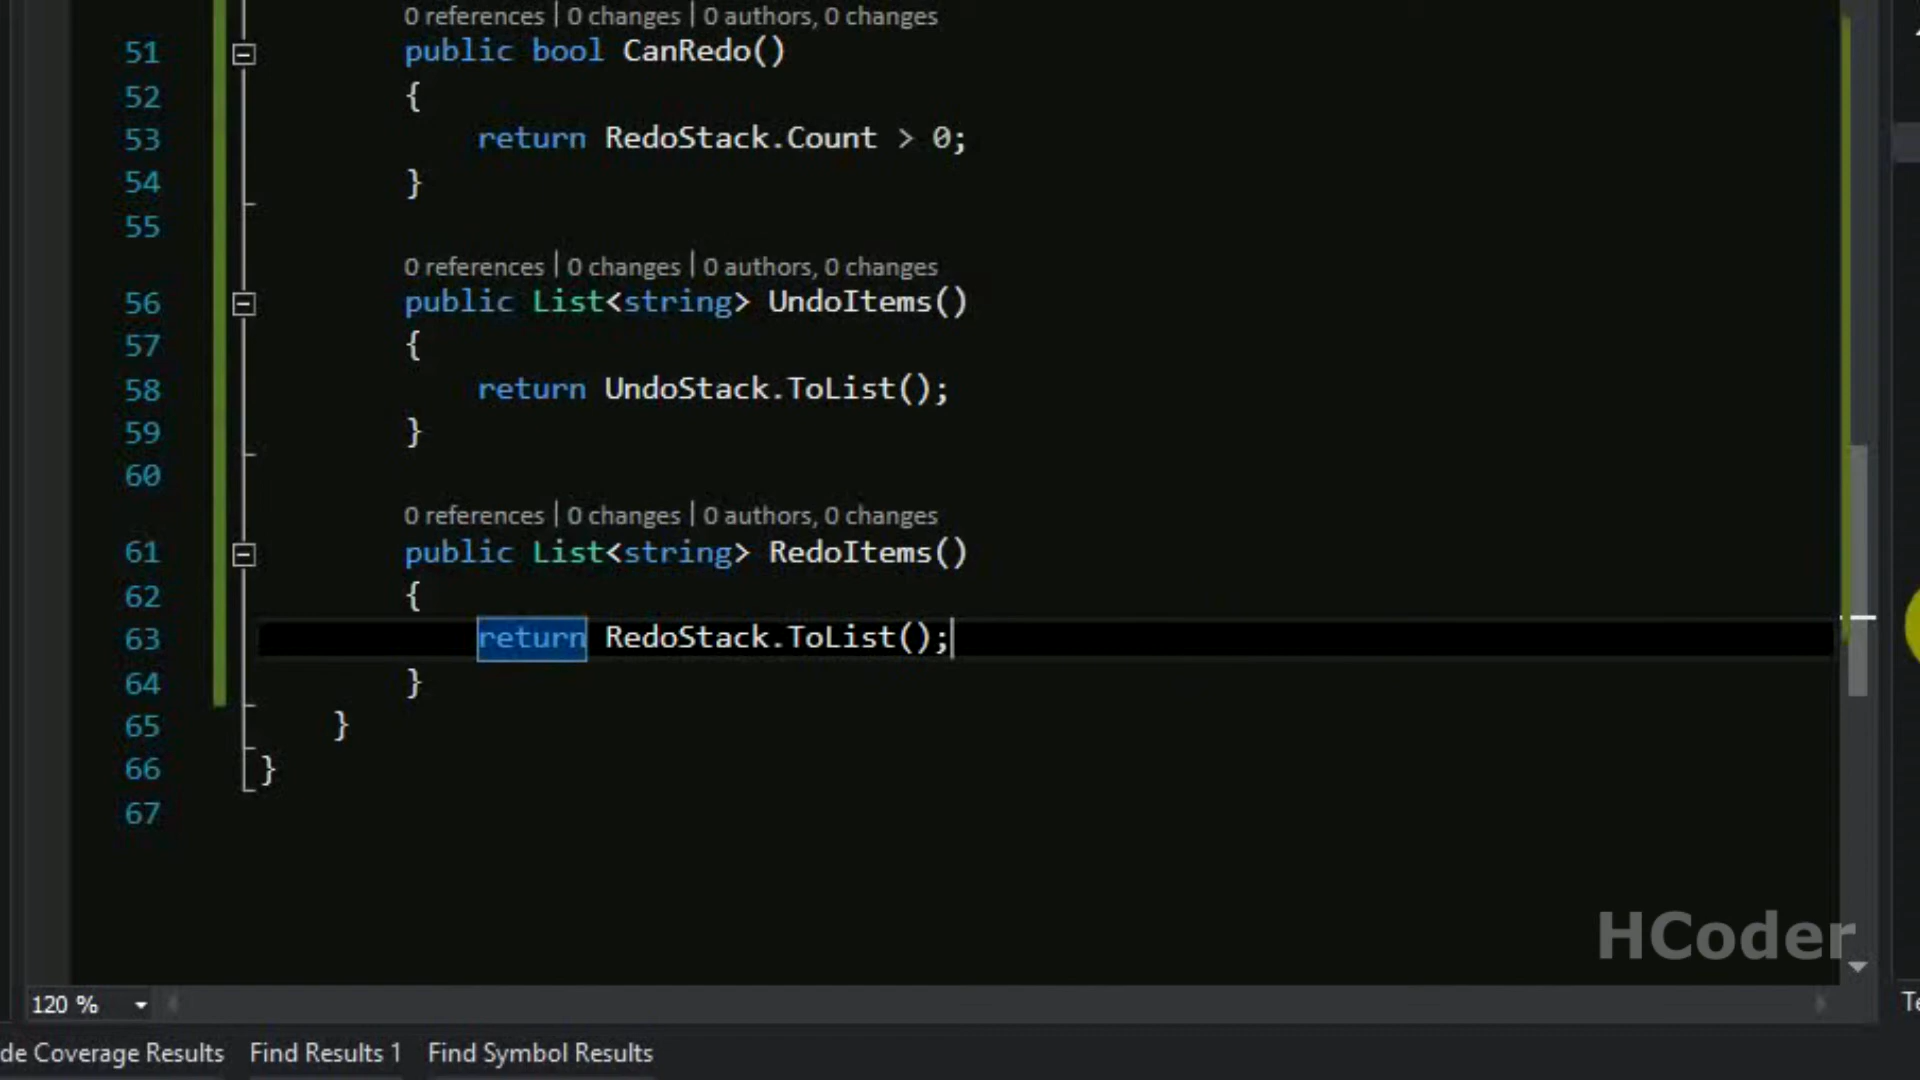 0 references | 0 changes | 0 authors, 0 changes
51 public bool CanRedo()
52 {
53 return RedoStack.Count > 0;
54 }
55
0 references | 0 changes | 0 authors, 0 changes
56 public List<string> UndoItems()
57 {
58 return UndoStack.ToList();
59 }
60
0 references | 0 changes | 0 authors, 0 changes
61 public List<string> RedoItems()
62 {
63 return RedoStack.ToList();
64 }
65 }
66 }
67
HCoder
120 %
de Coverage Results Find Results 1 Find Symbol Results